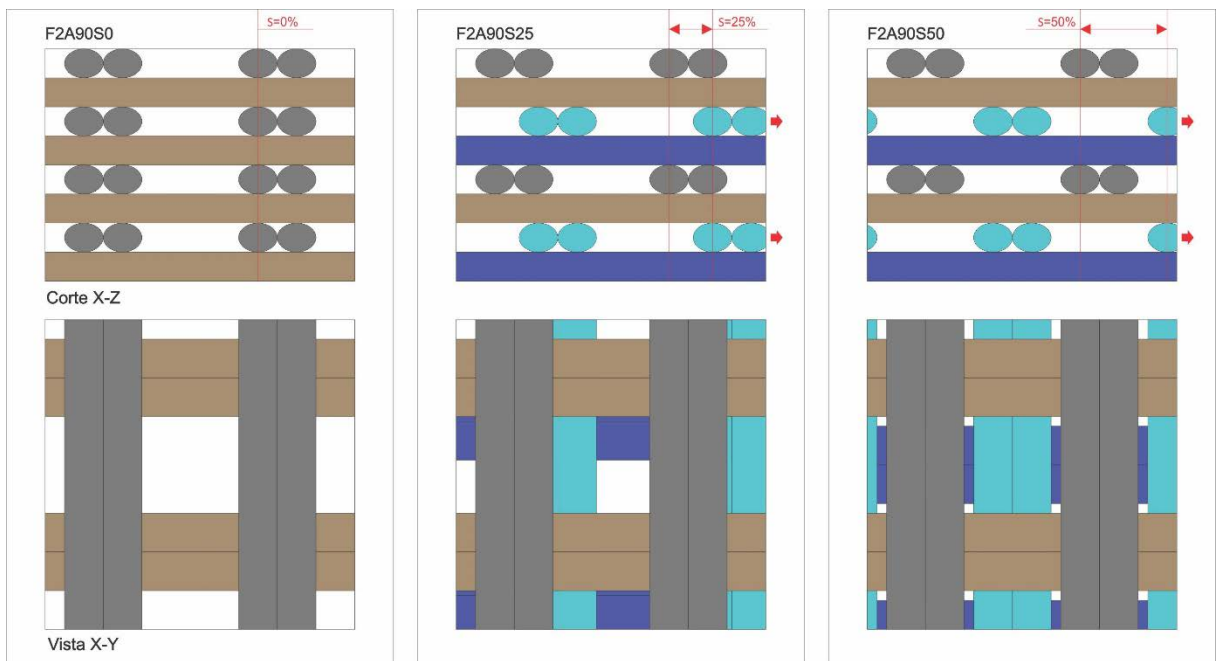 S=0%
F2A90S0
Corte X-Z
Vista X-Y
S=25%
F2A90S25
S=50%
F2A90S50